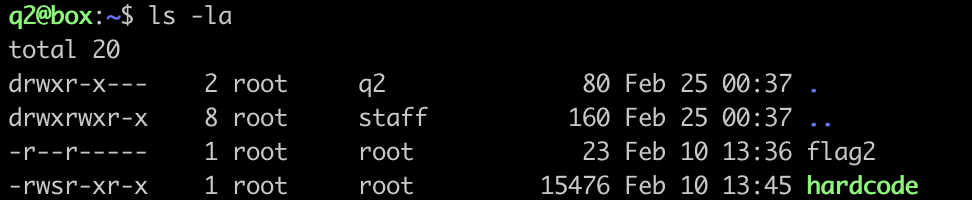 q2@box:~$ ls -la
total 20
drwxr-x--- 2 root q2 80 Feb 25 00:37 .
drwxrwxr-x 8 root staff 160 Feb 25 00:37 ..
-r--r----- 1 root root 23 Feb 10 13:36 flag2
-rwsr-xr-x 1 root root 15476 Feb 10 13:45 hardcode